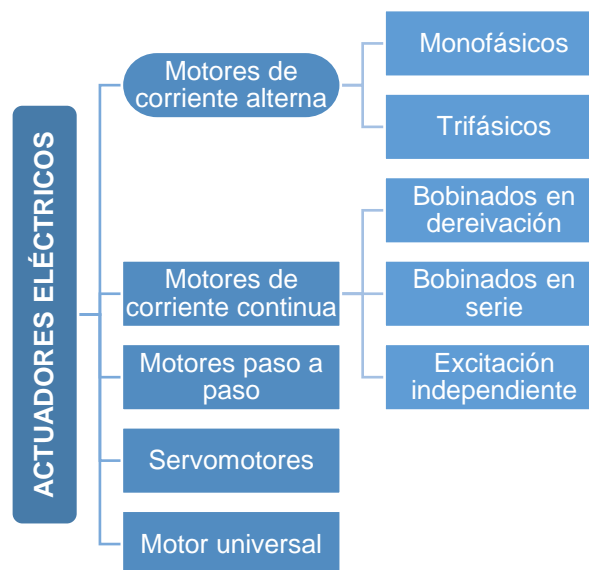 ACTUADORES ELÉCTRICOS
Motores de
corriente alterna
Monofásicos
Trifásicos
Motores de
corriente continua
Bobinados en
dereivación
Bobinados en
serie
Excitación
independiente
Motores paso a
paso
Servomotores
Motor universal